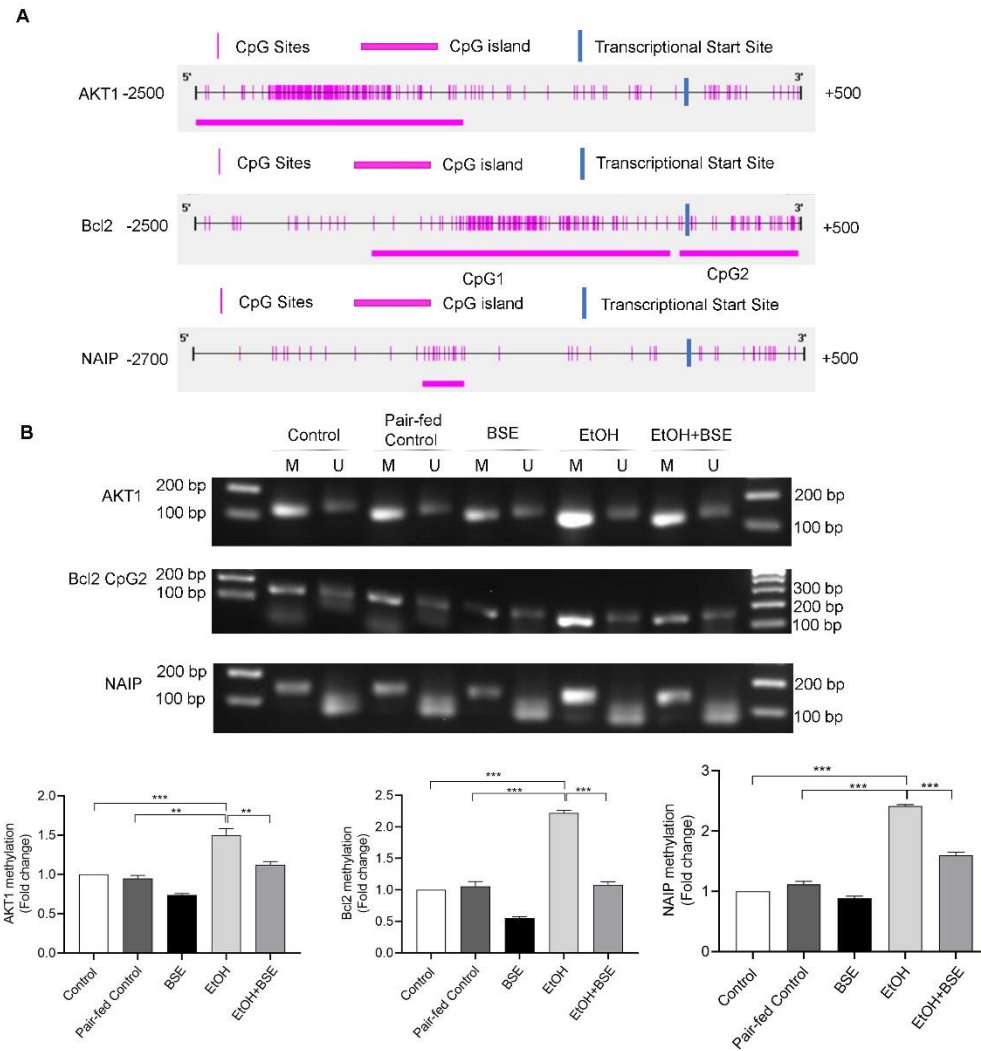 A
CpG Sites CpG island Transcriptional Start Site
5' 3'
AKT1 -2500 +500
CpG Sites CpG island Transcriptional Start Site
5' 3'
Bcl2 -2500 +500
CpG1 CpG2
CpG Sites CpG island Transcriptional Start Site
5' 3'
NAIP -2700 +500
B
Control Pair-fed Control BSE EtOH EtOH+BSE
M U M U M U M U M U
AKT1 200 bp 200 bp
100 bp 100 bp
Bcl2 CpG2 200 bp 300 bp
100 bp 200 bp
100 bp
NAIP 200 bp 200 bp
100 bp 100 bp
AKT1 methylation
(Fold change)
2.0
1.5
1.0
0.5
0.0
***
** **
Control
Pair-fed Control
BSE
EtOH
EtOH+BSE
Bcl2 methylation
(Fold change)
2.5
2.0
1.5
1.0
0.5
0.0
***
*** ***
Control
Pair-fed Control
BSE
EtOH
EtOH+BSE
NAIP methylation
(Fold change)
3
2
1
0
***
*** ***
Control
Pair-fed Control
BSE
EtOH
EtOH+BSE